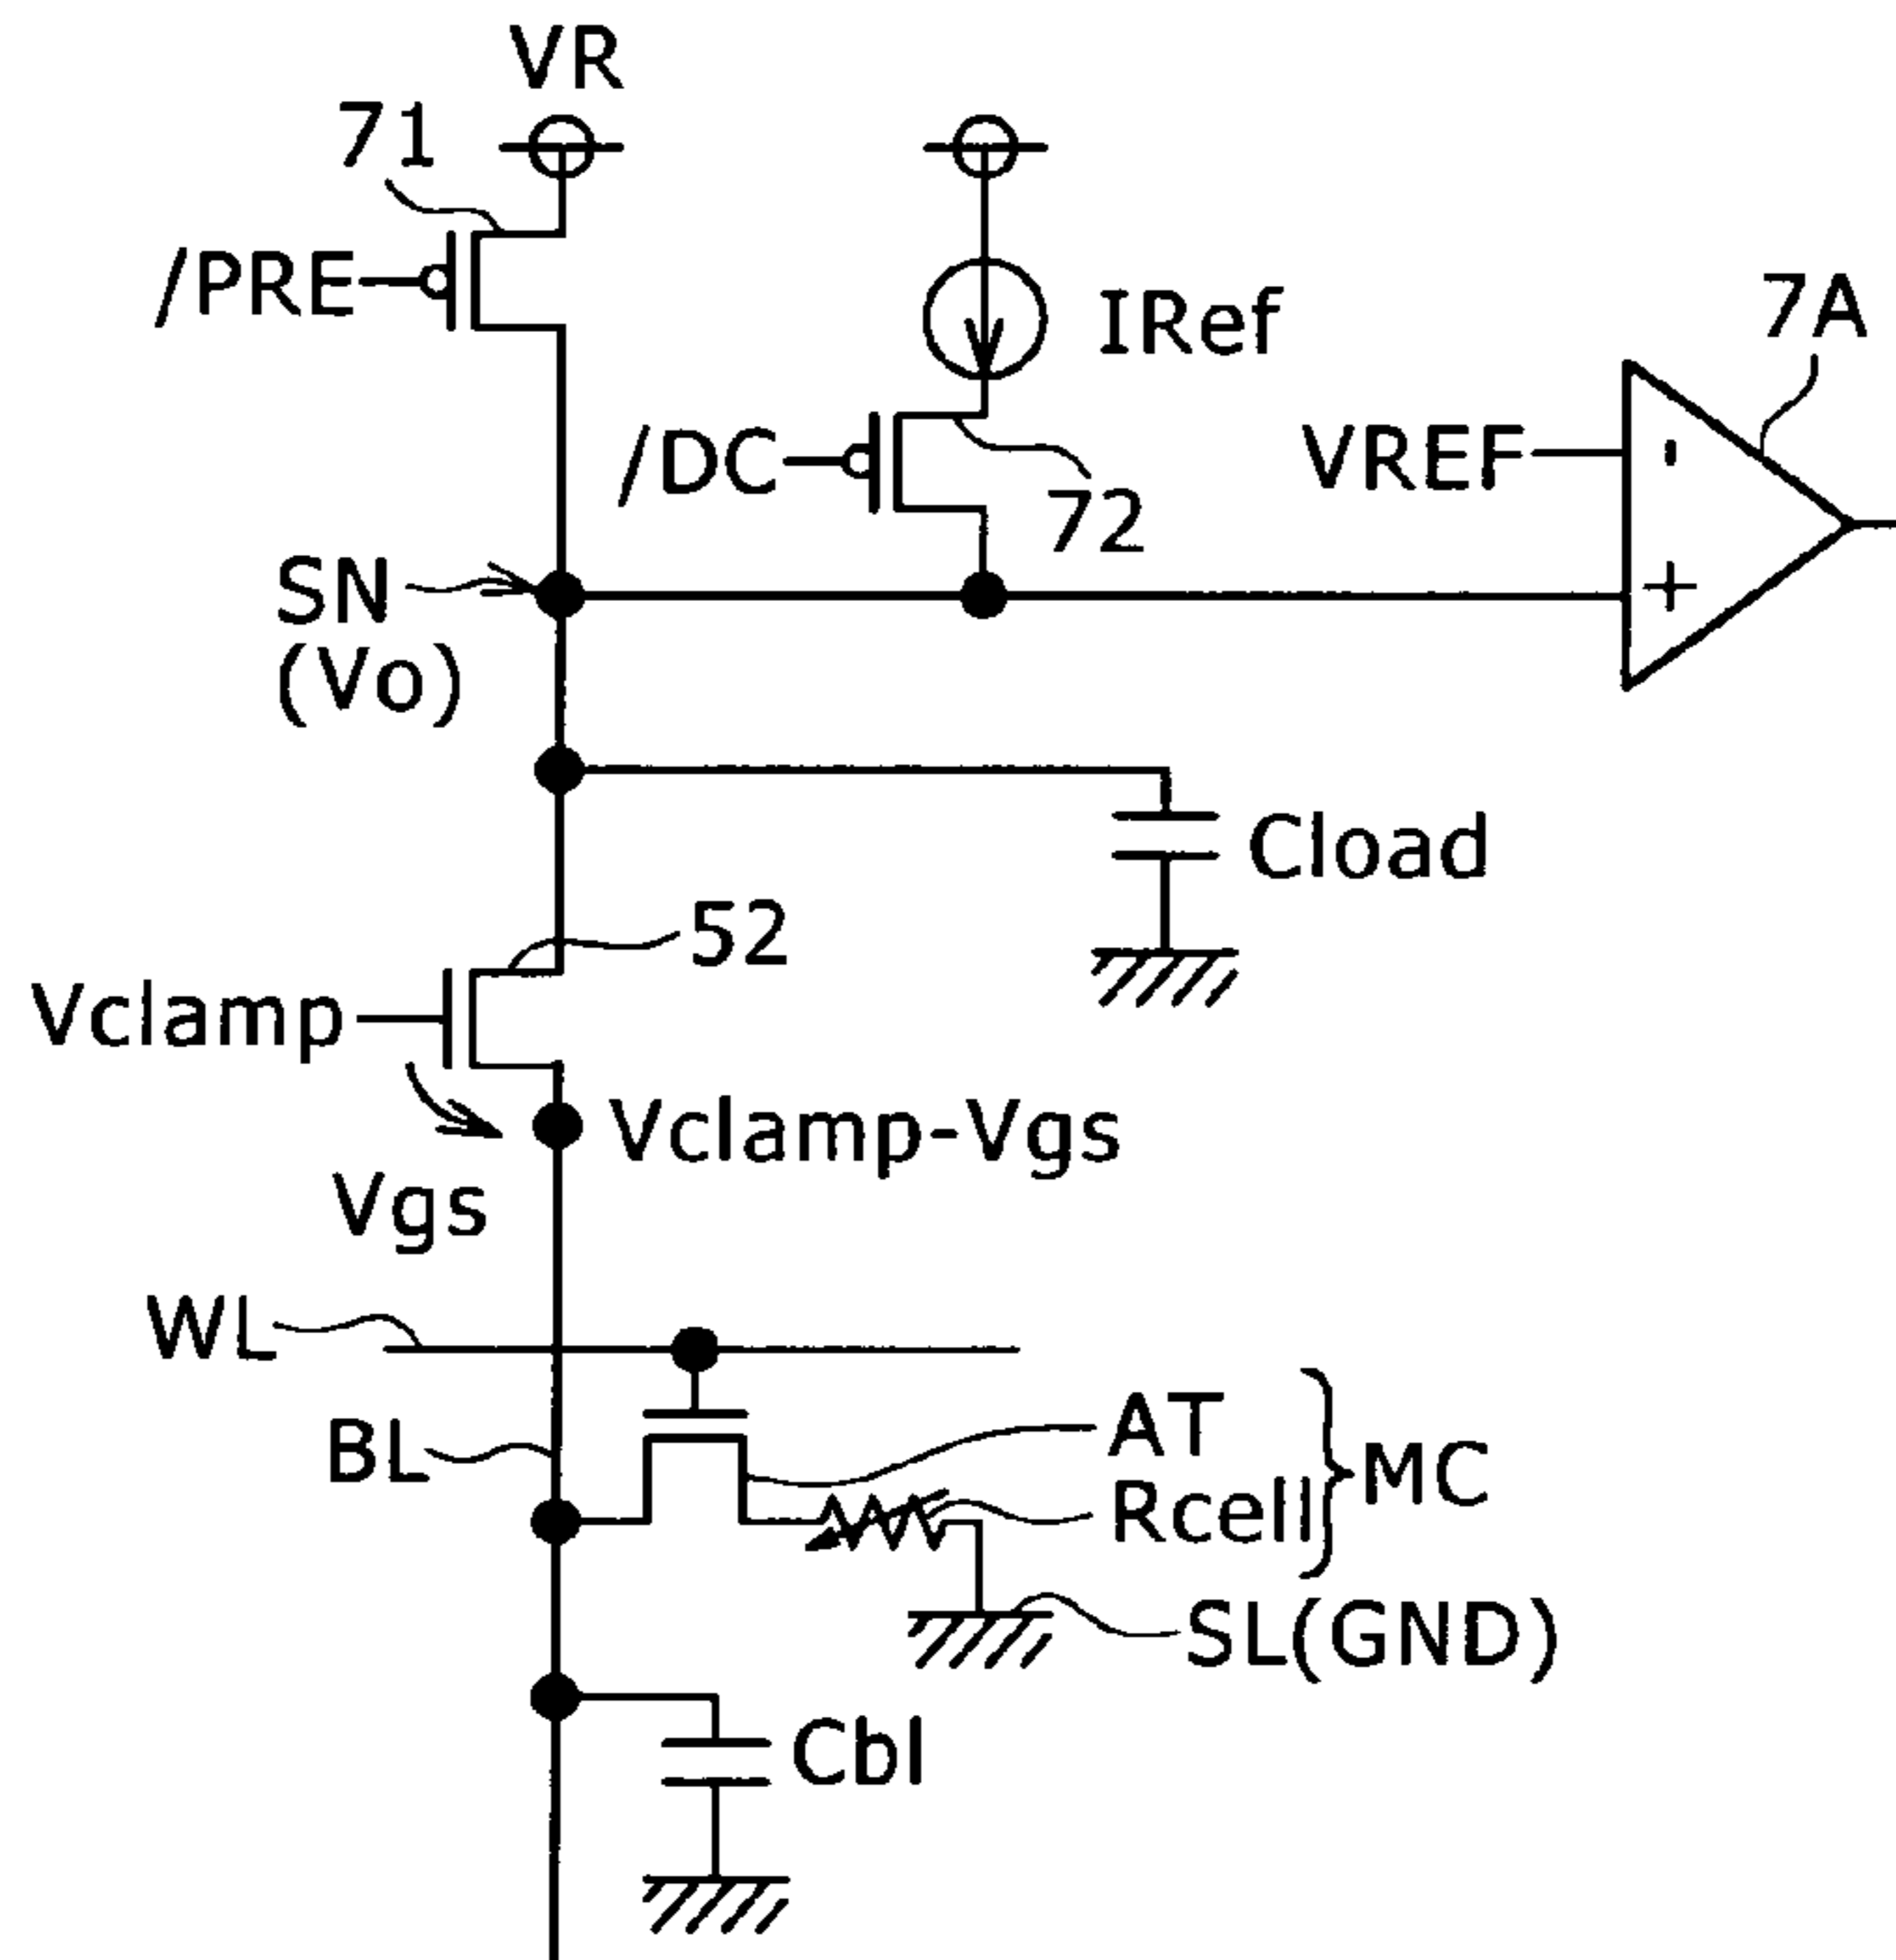 VR
71
/PRE
IRef
7A
/DC
VREF
-
72
SN
(Vo)
+
Cload
52
Vclamp
Vclamp-Vgs
Vgs
WL
BL
AT
Rcell
MC
SL(GND)
Cbl